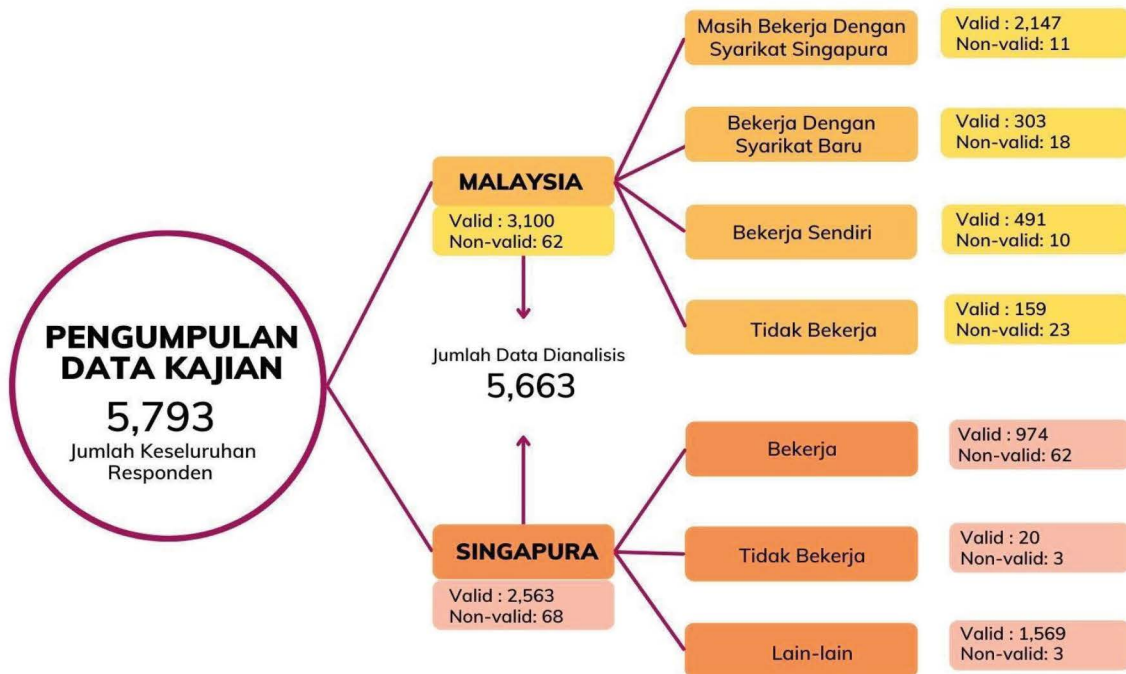 PENGUMPULAN
DATA KAJIAN
5,793
Jumlah Keseluruhan
Responden
MALAYSIA
Valid : 3,100
Non-valid: 62
Masih Bekerja Dengan
Syarikat Singapura
Valid : 2,147
Non-valid: 11
Bekerja Dengan
Syarikat Baru
Valid : 303
Non-valid: 18
Bekerja Sendiri
Valid : 491
Non-valid: 10
Tidak Bekerja
Valid : 159
Non-valid: 23
Jumlah Data Dianalisis
5,663
SINGAPURA
Valid : 2,563
Non-valid: 68
Bekerja
Valid : 974
Non-valid: 62
Tidak Bekerja
Valid : 20
Non-valid: 3
Lain-lain
Valid : 1,569
Non-valid: 3